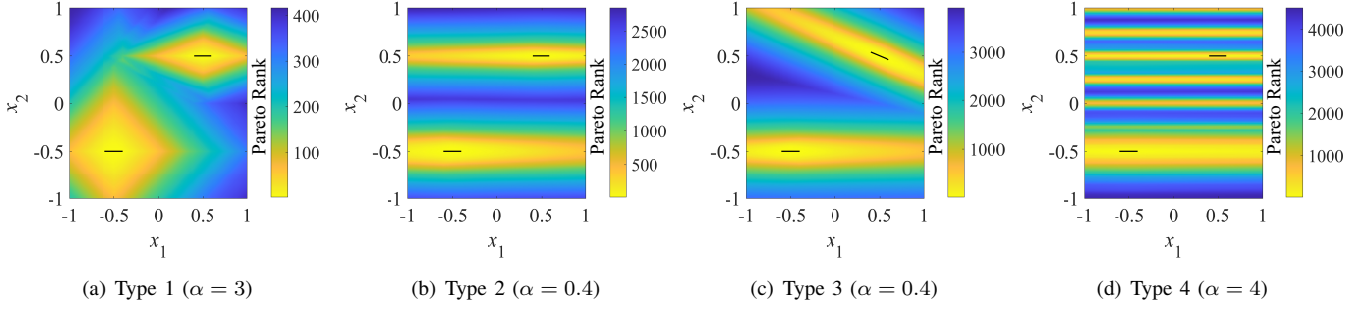 1
0.5
0
-0.5
-1
x2
-1 -0.5 0 0.5 1
x1
400
300
200
100
Pareto Rank
(a) Type 1 (α = 3)
1
0.5
0
-0.5
-1
x2
-1 -0.5 0 0.5 1
x1
2500
2000
1500
1000
500
Pareto Rank
(b) Type 2 (α = 0.4)
1
0.5
0
-0.5
-1
x2
-1 -0.5 0 0.5 1
x1
3000
2000
1000
Pareto Rank
(c) Type 3 (α = 0.4)
1
0.5
0
-0.5
-1
x2
-1 -0.5 0 0.5 1
x1
4000
3000
2000
1000
Pareto Rank
(d) Type 4 (α = 4)